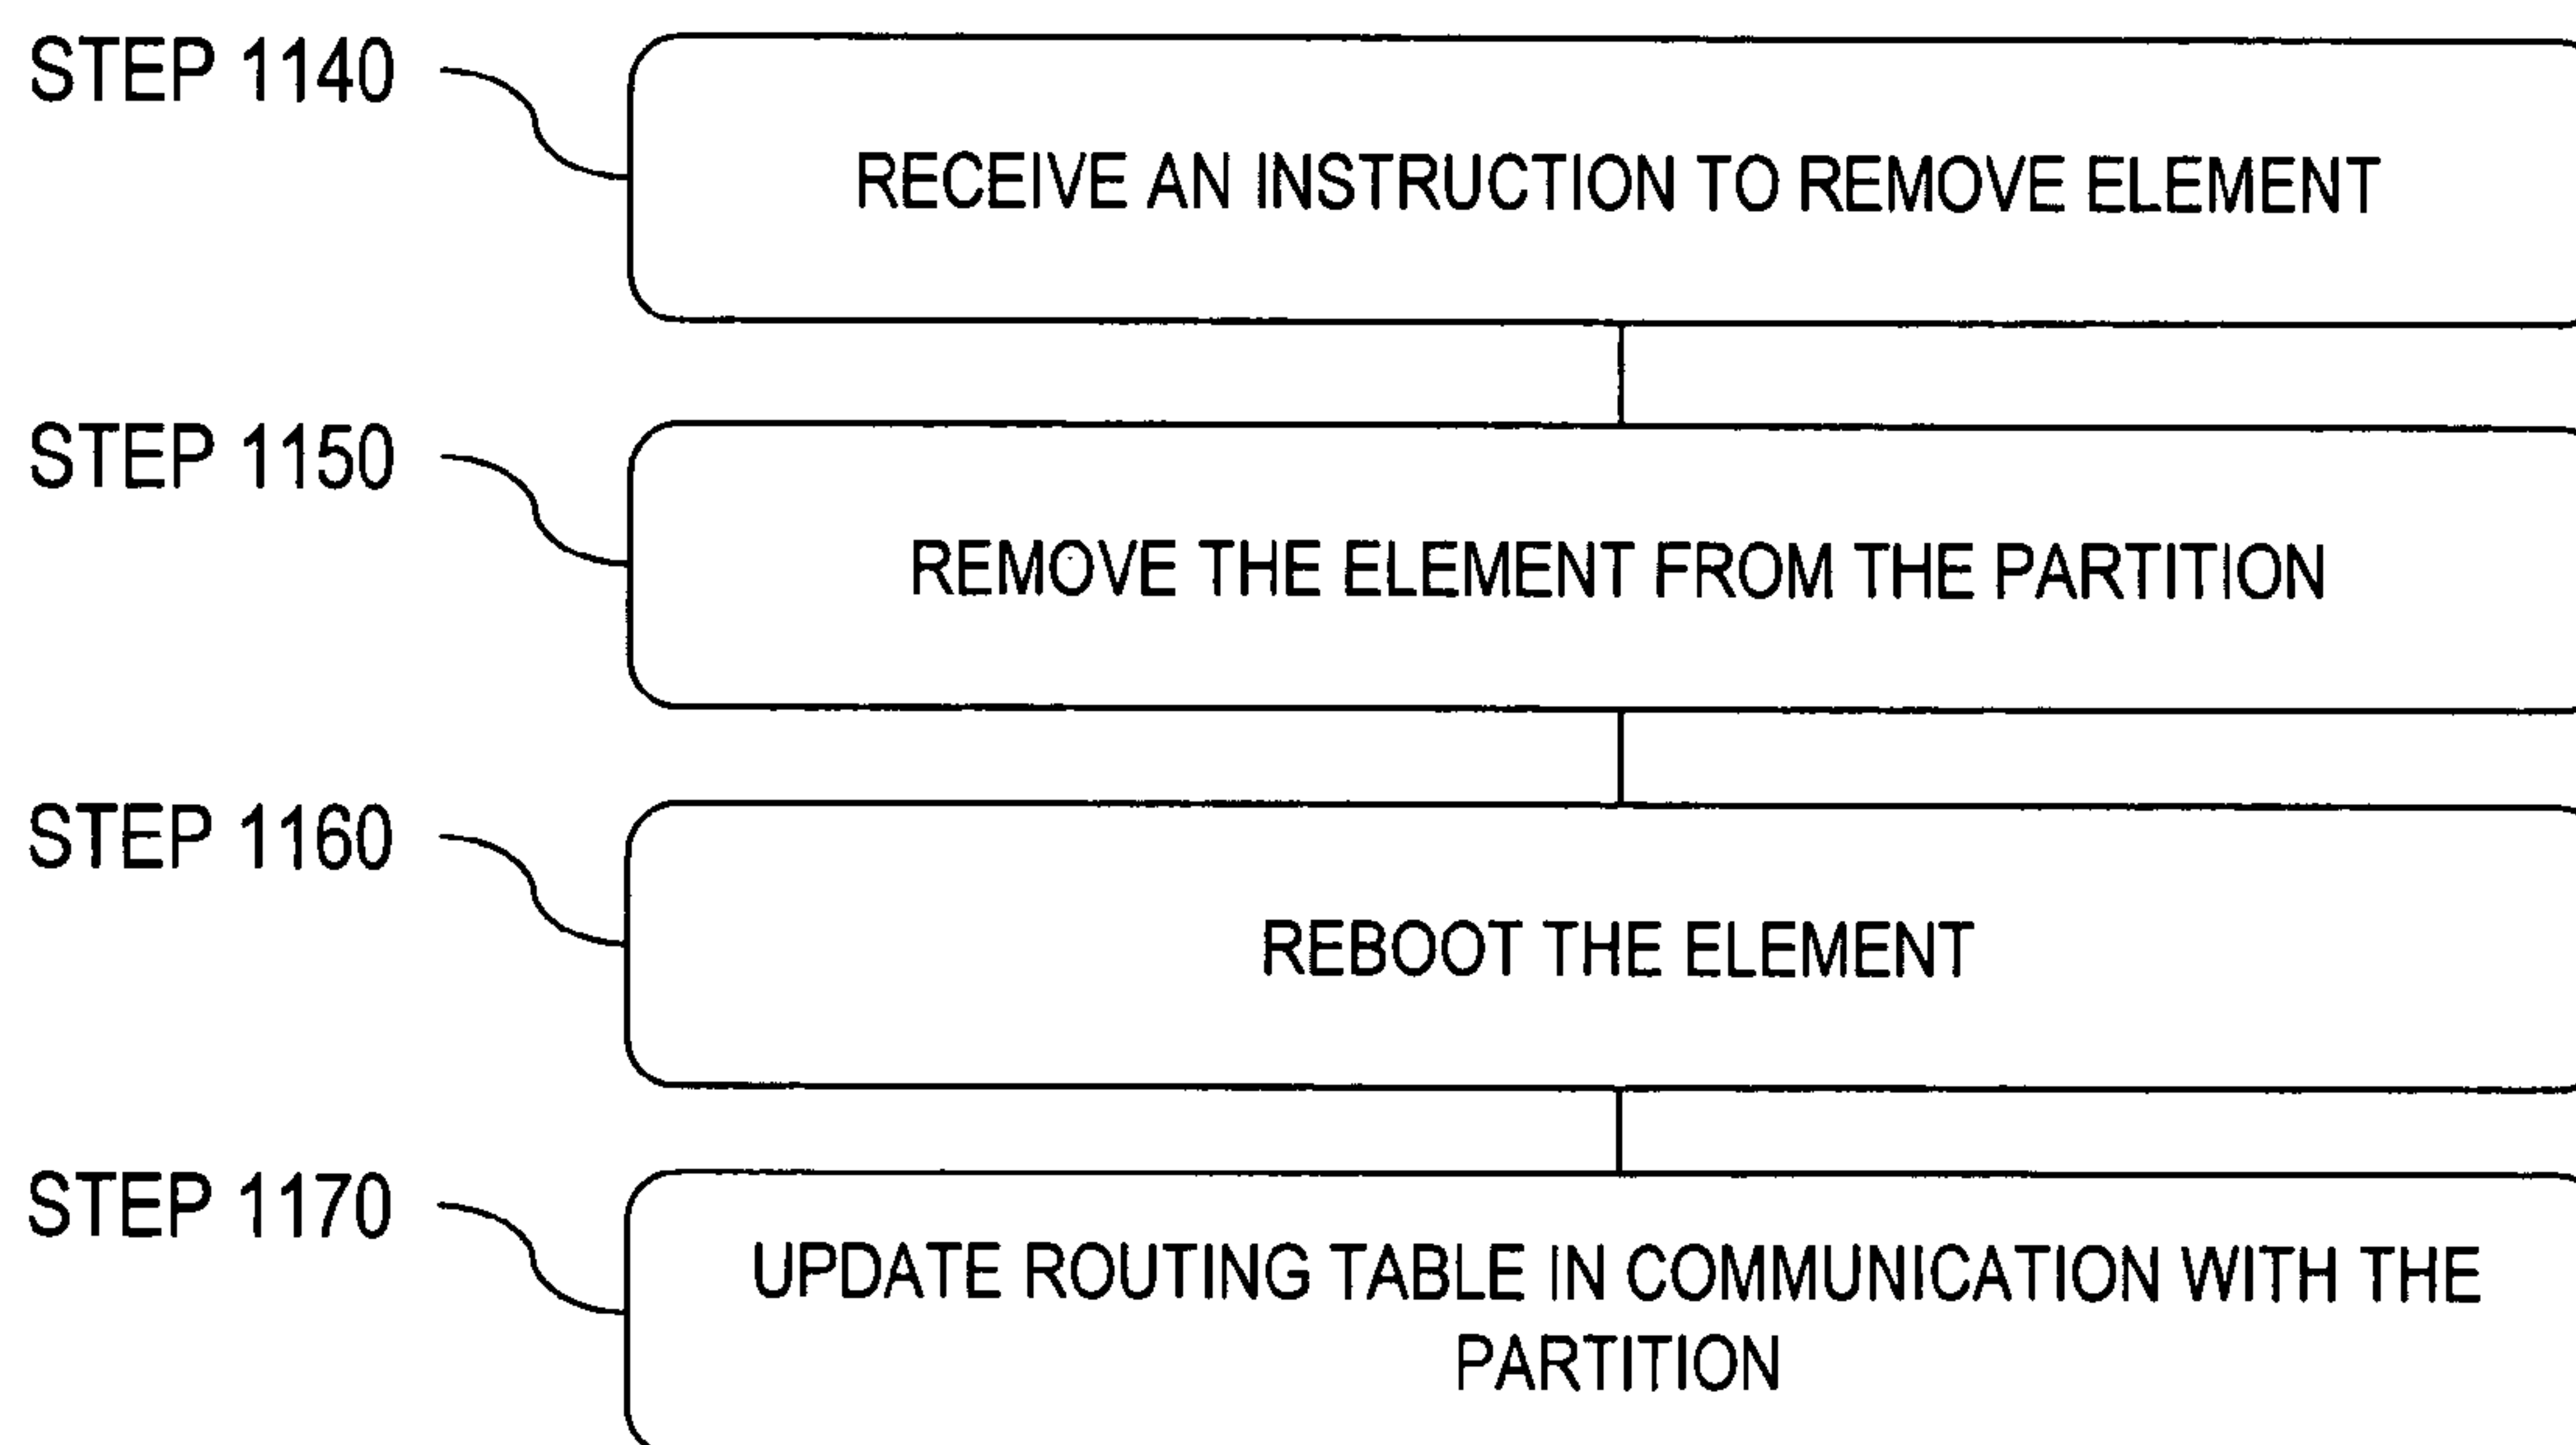 STEP 1140
RECEIVE AN INSTRUCTION TO REMOVE ELEMENT
STEP 1150
REMOVE THE ELEMENT FROM THE PARTITION
STEP 1160
REBOOT THE ELEMENT
STEP 1170
UPDATE ROUTING TABLE IN COMMUNICATION WITH THE
PARTITION